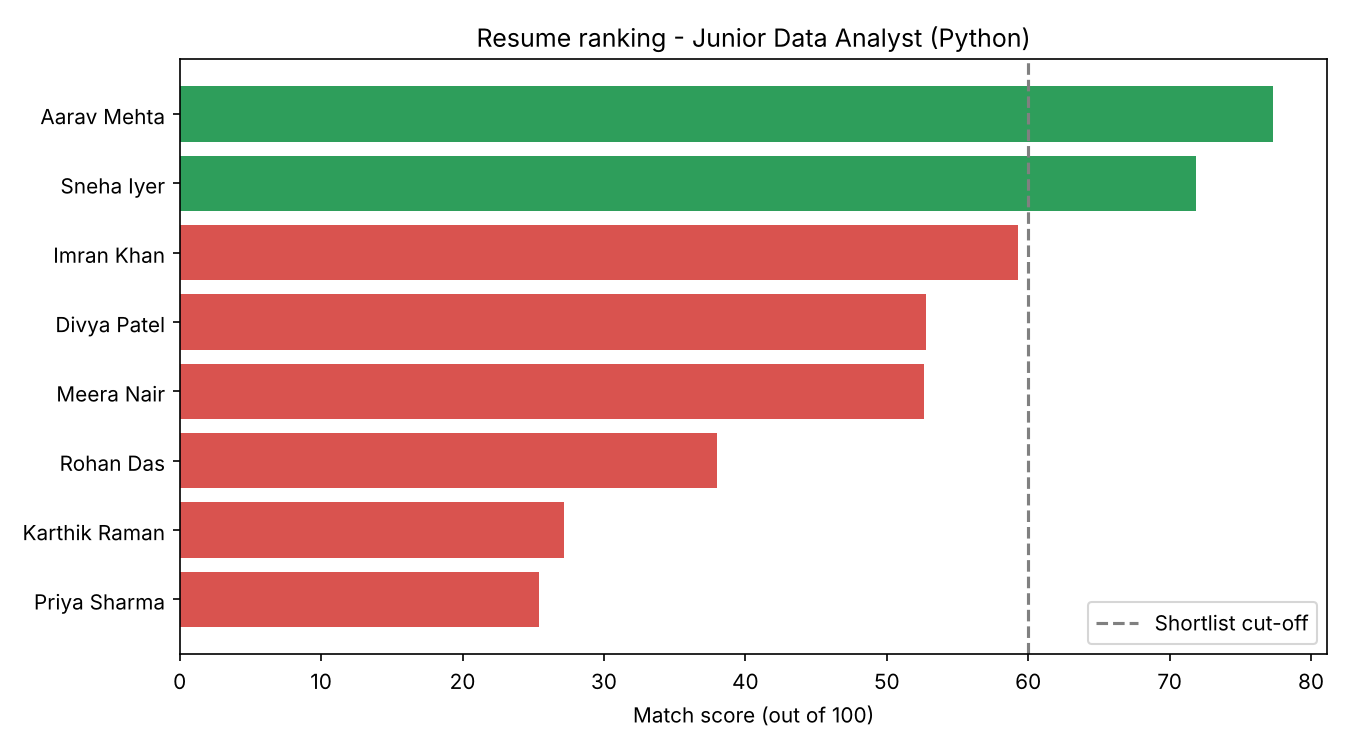 Resume ranking - Junior Data Analyst (Python)
Aarav Mehta
Sneha Iyer
Imran Khan
Divya Patel
Meera Nair
Rohan Das
Karthik Raman
Priya Sharma
Shortlist cut-off
0 10 20 30 40 50 60 70 80
Match score (out of 100)